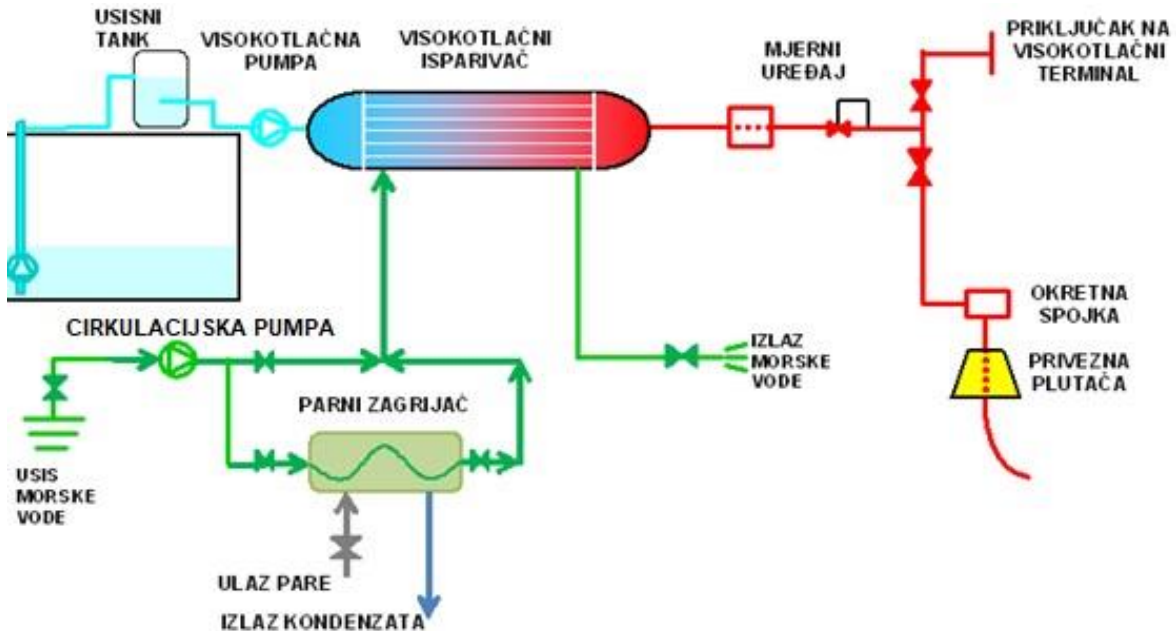 USISNI
TANK
VISOKOTLAČNA
PUMPA
VISOKOTLAČNI
ISPARIVAČ
MJERNI
UREĐAJ
PRIKLJUČAK NA
VISOKOTLAČNI
TERMINAL
CIRKULACIJSKA PUMPA
OKRETNA
SPOJKA
IZLAZ
MORSKE
VODE
PRIVEZNA
PLUTAČA
PARNI ZAGRIJAČ
USIS
MORSKE
VODE
ULAZ PARE
IZLAZ KONDENZATA